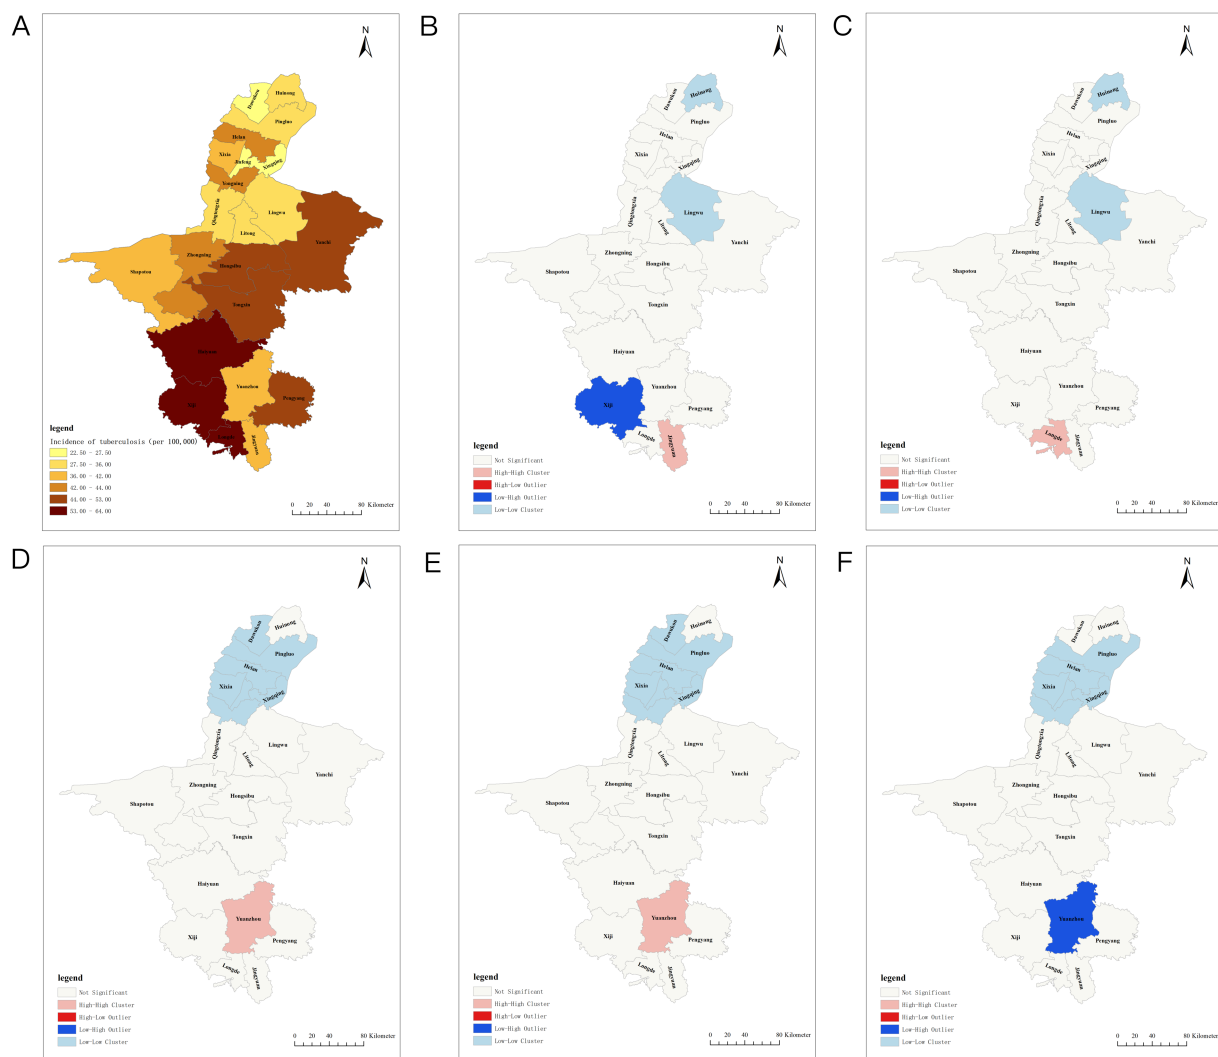 A
N
Dawukou
Huinong
Pingluo
Helan
Xixia
Jinfeng
Xingqing
Yongning
Qingtongxia
Lingwu
Litong
Yanchi
Zhongning
Hongsibu
Shapotou
Tongxin
Haiyuan
Yuanzhou
Xiji
Pengyang
Longde
Jingyuan
legend
Incidence of tuberculosis (per 100,000)
22.50 - 27.50
27.50 - 36.00
36.00 - 42.00
42.00 - 44.00
44.00 - 53.00
53.00 - 64.00
0 20 40 80 Kilometer
B
N
Dawukou
Huinong
Pingluo
Helan
Xixia
Xingqing
Qingtongxia
Lingwu
Litong
Yanchi
Zhongning
Hongsibu
Shapotou
Tongxin
Haiyuan
Yuanzhou
Xiji
Pengyang
Longde
Jingyuan
legend
Not Significant
High-High Cluster
High-Low Outlier
Low-High Outlier
Low-Low Cluster
0 20 40 80 Kilometer
C
N
Dawukou
Huinong
Pingluo
Helan
Xixia
Xingqing
Qingtongxia
Lingwu
Litong
Yanchi
Zhongning
Hongsibu
Shapotou
Tongxin
Haiyuan
Yuanzhou
Xiji
Pengyang
Longde
Jingyuan
legend
Not Significant
High-High Cluster
High-Low Outlier
Low-High Outlier
Low-Low Cluster
0 20 40 80 Kilometer
D
N
Dawukou
Huinong
Pingluo
Helan
Xixia
Xingqing
Qingtongxia
Lingwu
Litong
Yanchi
Zhongning
Hongsibu
Shapotou
Tongxin
Haiyuan
Yuanzhou
Xiji
Pengyang
Longde
Jingyuan
legend
Not Significant
High-High Cluster
High-Low Outlier
Low-High Outlier
Low-Low Cluster
0 20 40 80 Kilometer
E
N
Dawukou
Huinong
Pingluo
Helan
Xixia
Xingqing
Qingtongxia
Lingwu
Litong
Yanchi
Zhongning
Hongsibu
Shapotou
Tongxin
Haiyuan
Yuanzhou
Xiji
Pengyang
Longde
Jingyuan
legend
Not Significant
High-High Cluster
High-Low Outlier
Low-High Outlier
Low-Low Cluster
0 20 40 80 Kilometer
F
N
Dawukou
Huinong
Pingluo
Helan
Xixia
Xingqing
Qingtongxia
Lingwu
Litong
Yanchi
Zhongning
Hongsibu
Shapotou
Tongxin
Haiyuan
Yuanzhou
Xiji
Pengyang
Longde
Jingyuan
legend
Not Significant
High-High Cluster
High-Low Outlier
Low-High Outlier
Low-Low Cluster
0 20 40 80 Kilometer